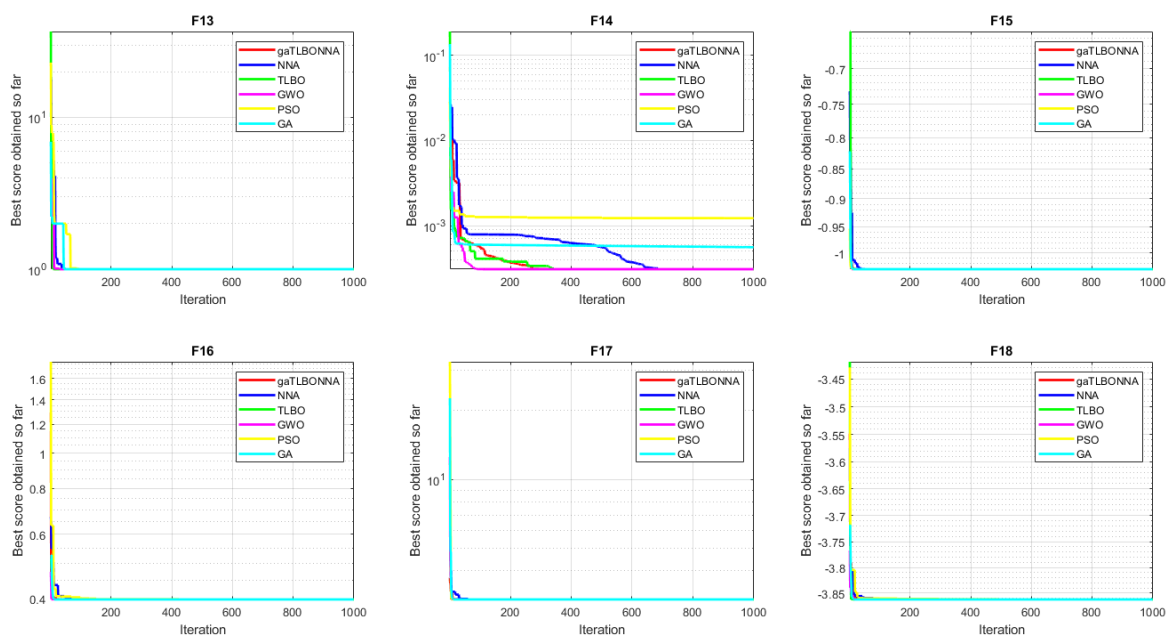 F13
Best score obtained so far
10^1
10^0
200 400 600 800 1000
Iteration
gaTLBONNA
NNA
TLBO
GWO
PSO
GA
F14
Best score obtained so far
10^-1
10^-2
10^-3
200 400 600 800 1000
Iteration
gaTLBONNA
NNA
TLBO
GWO
PSO
GA
F15
Best score obtained so far
-0.7
-0.75
-0.8
-0.85
-0.9
-0.95
-1
200 400 600 800 1000
Iteration
gaTLBONNA
NNA
TLBO
GWO
PSO
GA
F16
Best score obtained so far
1.6
1.4
1.2
1
0.8
0.6
0.4
200 400 600 800 1000
Iteration
gaTLBONNA
NNA
TLBO
GWO
PSO
GA
F17
Best score obtained so far
10^1
200 400 600 800 1000
Iteration
gaTLBONNA
NNA
TLBO
GWO
PSO
GA
F18
Best score obtained so far
-3.45
-3.5
-3.55
-3.6
-3.65
-3.7
-3.75
-3.8
-3.85
200 400 600 800 1000
Iteration
gaTLBONNA
NNA
TLBO
GWO
PSO
GA